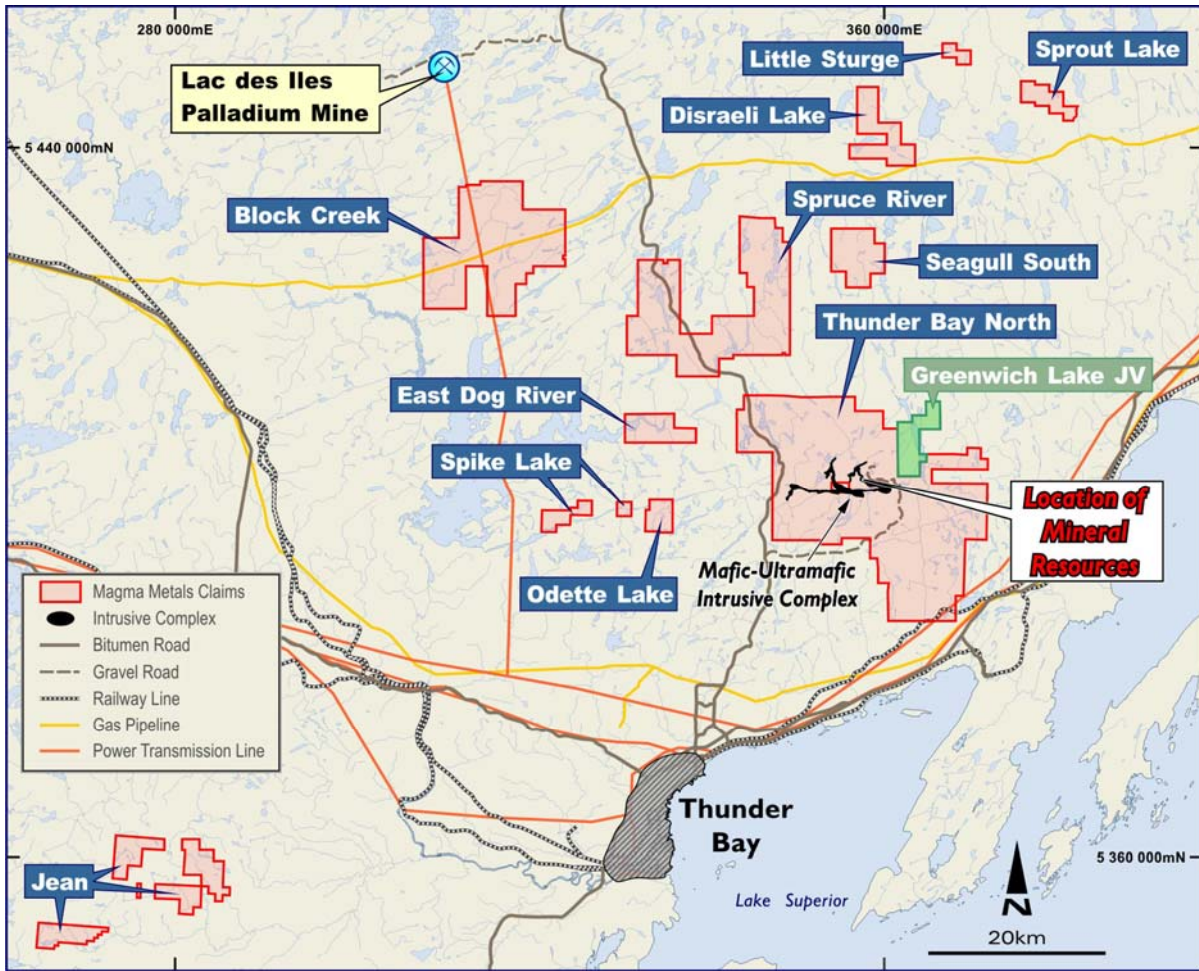 280 000mE
360 000mE
Lac des Iles
Palladium Mine
Little Sturge
Sprout Lake
Disraeli Lake
5 440 000mN
Block Creek
Spruce River
Seagull South
Thunder Bay North
Greenwich Lake JV
East Dog River
Spike Lake
Location of
Mineral
Resources
Mafic-Ultramafic
Intrusive Complex
Odette Lake
Magma Metals Claims
Intrusive Complex
Bitumen Road
Gravel Road
Railway Line
Gas Pipeline
Power Transmission Line
Thunder
Bay
5 360 000mN
Jean
Lake Superior
N
20km